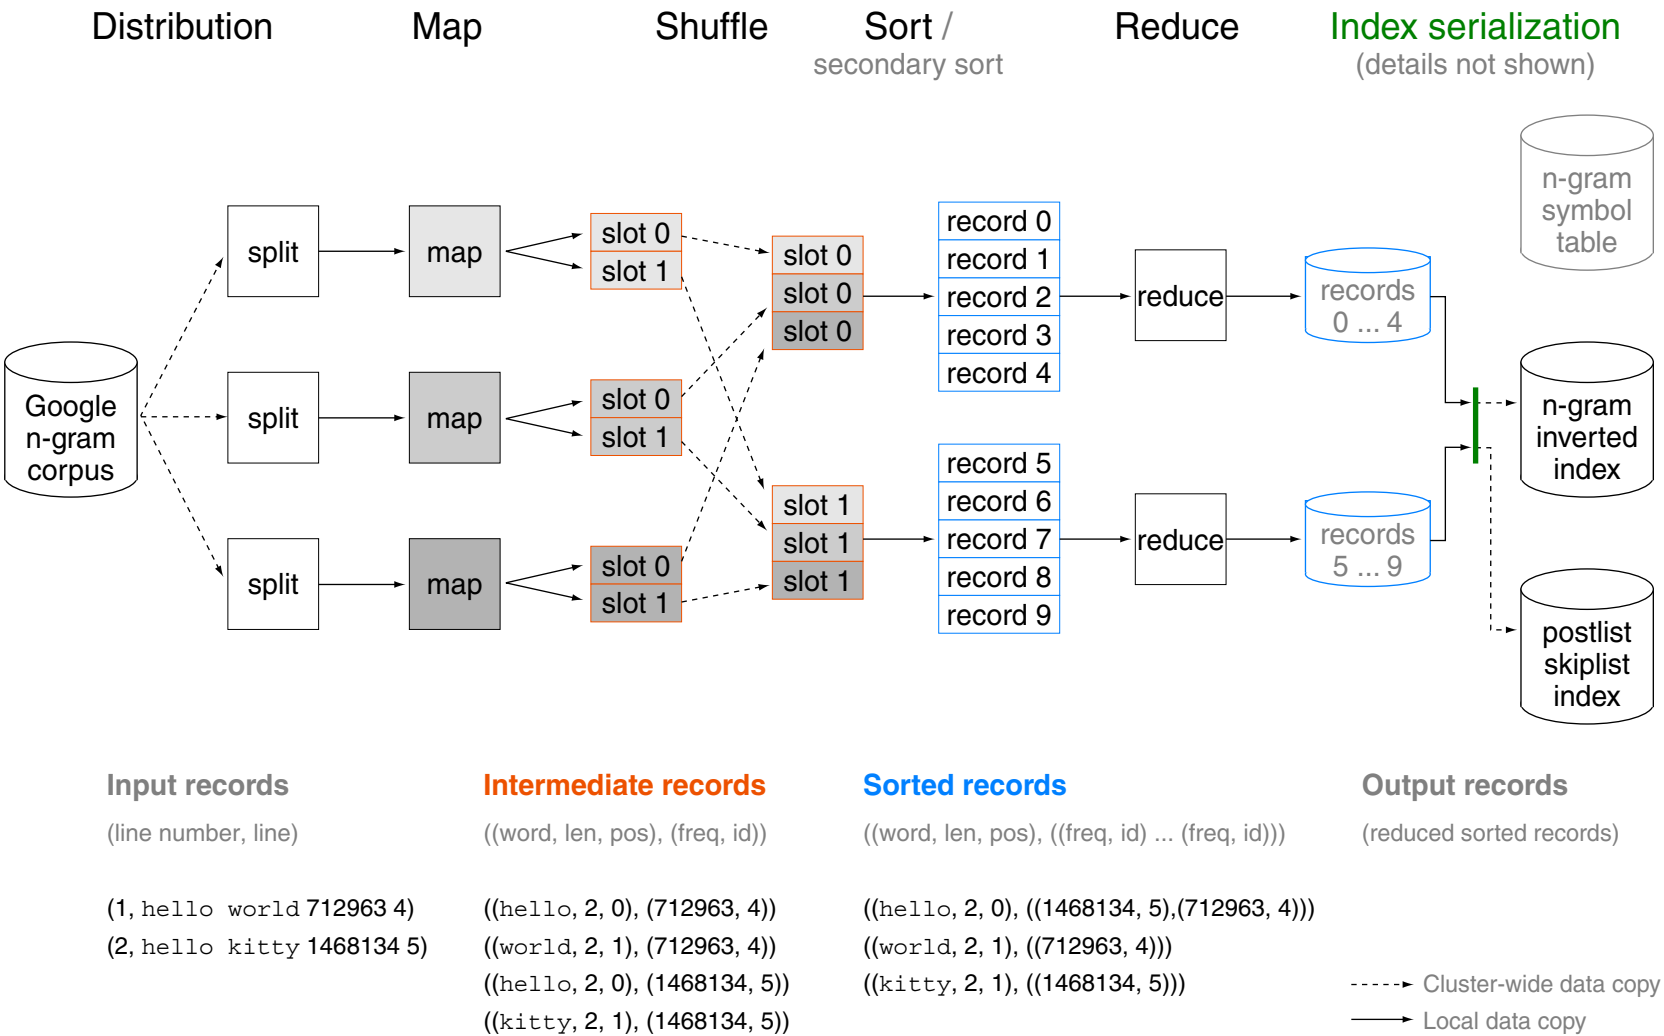 Distribution
Map
Shuffle
Sort /
secondary sort
Reduce
Index serialization
(details not shown)
Google
n-gram
corpus
split
split
split
map
map
map
slot 0
slot 1
slot 0
slot 1
slot 0
slot 1
slot 0
slot 0
slot 0
slot 1
slot 1
slot 1
record 0
record 1
record 2
record 3
record 4
record 5
record 6
record 7
record 8
record 9
reduce
reduce
records
0 ... 4
records
5 ... 9
n-gram
symbol
table
n-gram
inverted
index
postlist
skiplist
index
Input records
(line number, line)
(1, hello world 712963 4)
(2, hello kitty 1468134 5)
Intermediate records
((word, len, pos), (freq, id))
((hello, 2, 0), (712963, 4))
((world, 2, 1), (712963, 4))
((hello, 2, 0), (1468134, 5))
((kitty, 2, 1), (1468134, 5))
Sorted records
((word, len, pos), ((freq, id) ... (freq, id)))
((hello, 2, 0), ((1468134, 5),(712963, 4)))
((world, 2, 1), ((712963, 4)))
((kitty, 2, 1), ((1468134, 5)))
Output records
(reduced sorted records)
Cluster-wide data copy
Local data copy